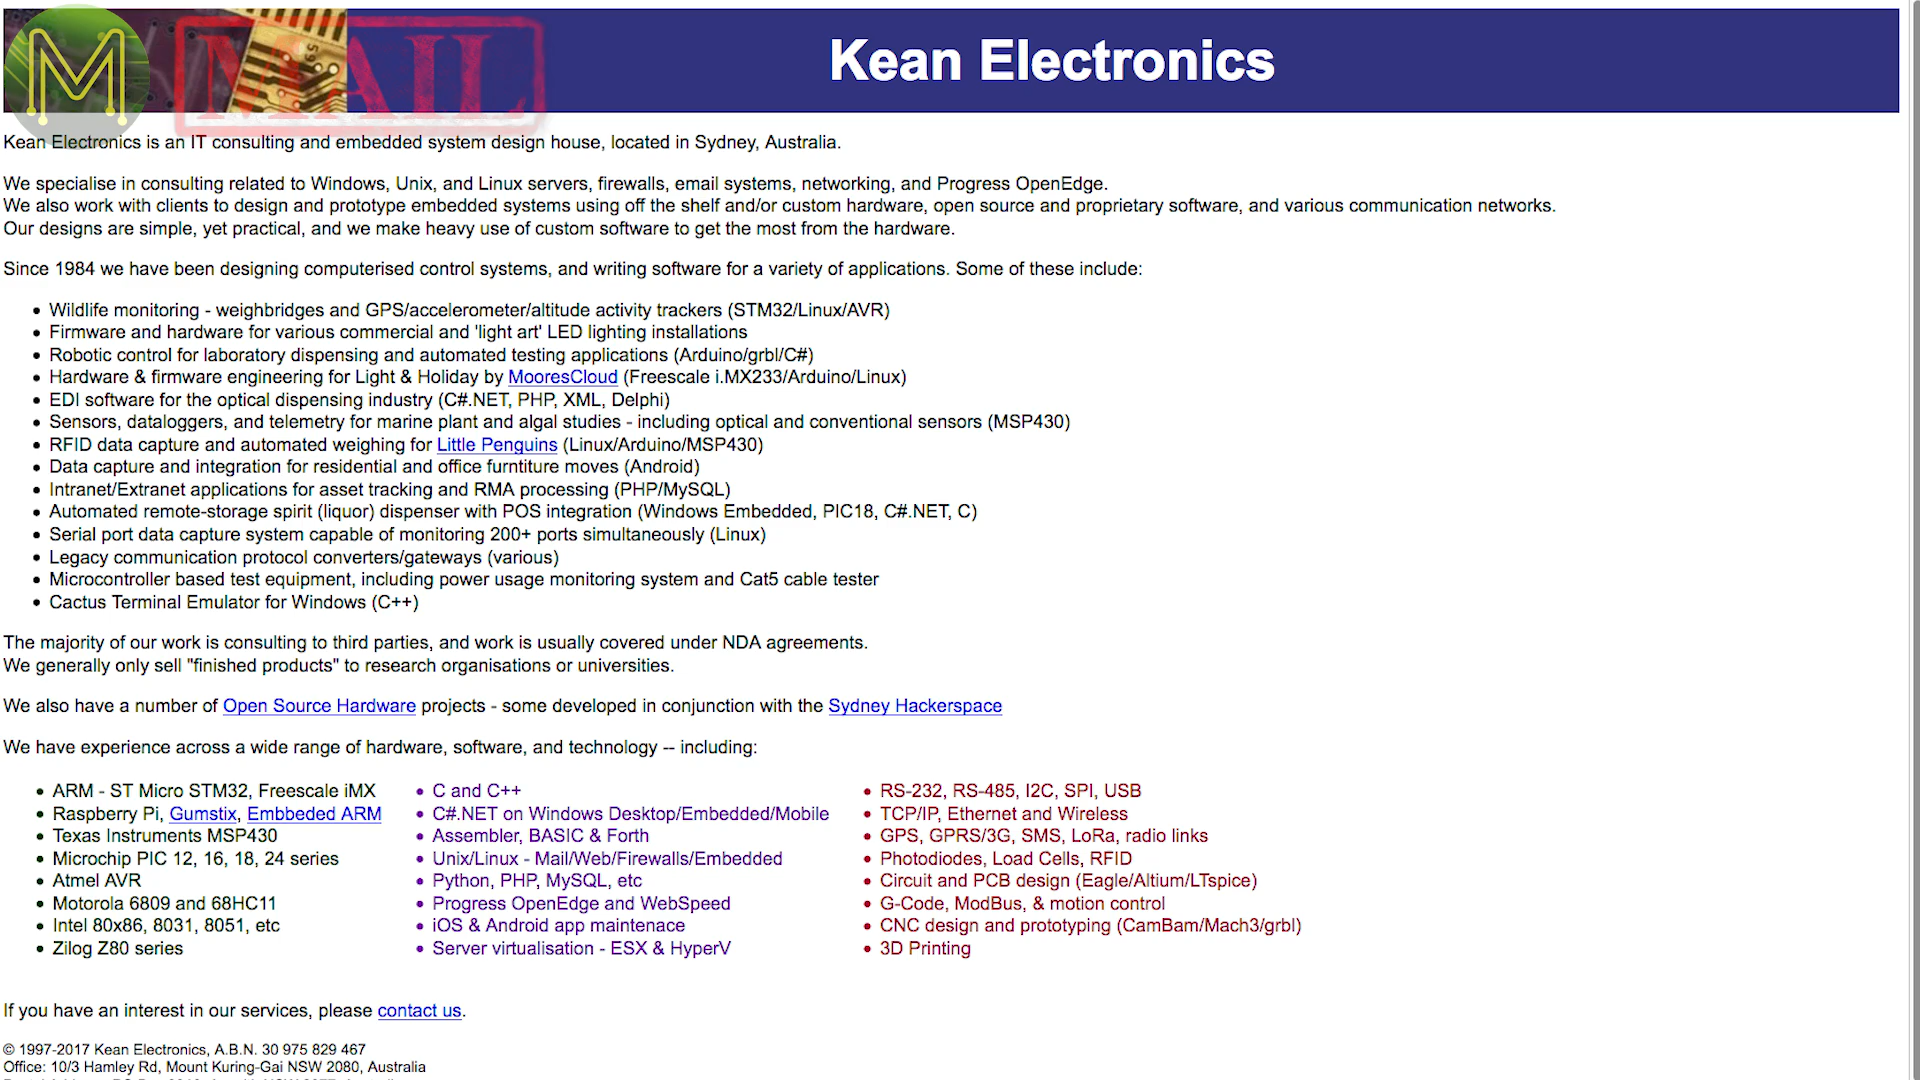 M
MAIL
Kean Electronics
Kean Electronics is an IT consulting and embedded system design house, located in Sydney, Australia.
We specialise in consulting related to Windows, Unix, and Linux servers, firewalls, email systems, networking, and Progress OpenEdge.
We also work with clients to design and prototype embedded systems using off the shelf and/or custom hardware, open source and proprietary software, and various communication networks.
Our designs are simple, yet practical, and we make heavy use of custom software to get the most from the hardware.
Since 1984 we have been designing computerised control systems, and writing software for a variety of applications. Some of these include:
• Wildlife monitoring - weighbridges and GPS/accelerometer/altitude activity trackers (STM32/Linux/AVR)
• Firmware and hardware for various commercial and 'light art' LED lighting installations
• Robotic control for laboratory dispensing and automated testing applications (Arduino/grbl/C#)
• Hardware & firmware engineering for Light & Holiday by MooresCloud (Freescale i.MX233/Arduino/Linux)
• EDI software for the optical dispensing industry (C#.NET, PHP, XML, Delphi)
• Sensors, dataloggers, and telemetry for marine plant and algal studies - including optical and conventional sensors (MSP430)
• RFID data capture and automated weighing for Little Penguins (Linux/Arduino/MSP430)
• Data capture and integration for residential and office furntiture moves (Android)
• Intranet/Extranet applications for asset tracking and RMA processing (PHP/MySQL)
• Automated remote-storage spirit (liquor) dispenser with POS integration (Windows Embedded, PIC18, C#.NET, C)
• Serial port data capture system capable of monitoring 200+ ports simultaneously (Linux)
• Legacy communication protocol converters/gateways (various)
• Microcontroller based test equipment, including power usage monitoring system and Cat5 cable tester
• Cactus Terminal Emulator for Windows (C++)
The majority of our work is consulting to third parties, and work is usually covered under NDA agreements.
We generally only sell "finished products" to research organisations or universities.
We also have a number of Open Source Hardware projects - some developed in conjunction with the Sydney Hackerspace
We have experience across a wide range of hardware, software, and technology -- including:
• ARM - ST Micro STM32, Freescale iMX
• Raspberry Pi, Gumstix, Embbeded ARM
• Texas Instruments MSP430
• Microchip PIC 12, 16, 18, 24 series
• Atmel AVR
• Motorola 6809 and 68HC11
• Intel 80x86, 8031, 8051, etc
• Zilog Z80 series
• C and C++
• C#.NET on Windows Desktop/Embedded/Mobile
• Assembler, BASIC & Forth
• Unix/Linux - Mail/Web/Firewalls/Embedded
• Python, PHP, MySQL, etc
• Progress OpenEdge and WebSpeed
• iOS & Android app maintenace
• Server virtualisation - ESX & HyperV
• RS-232, RS-485, I2C, SPI, USB
• TCP/IP, Ethernet and Wireless
• GPS, GPRS/3G, SMS, LoRa, radio links
• Photodiodes, Load Cells, RFID
• Circuit and PCB design (Eagle/Altium/LTspice)
• G-Code, ModBus, & motion control
• CNC design and prototyping (CamBam/Mach3/grbl)
• 3D Printing
If you have an interest in our services, please contact us.
© 1997-2017 Kean Electronics, A.B.N. 30 975 829 467
Office: 10/3 Hamley Rd, Mount Kuring-Gai NSW 2080, Australia